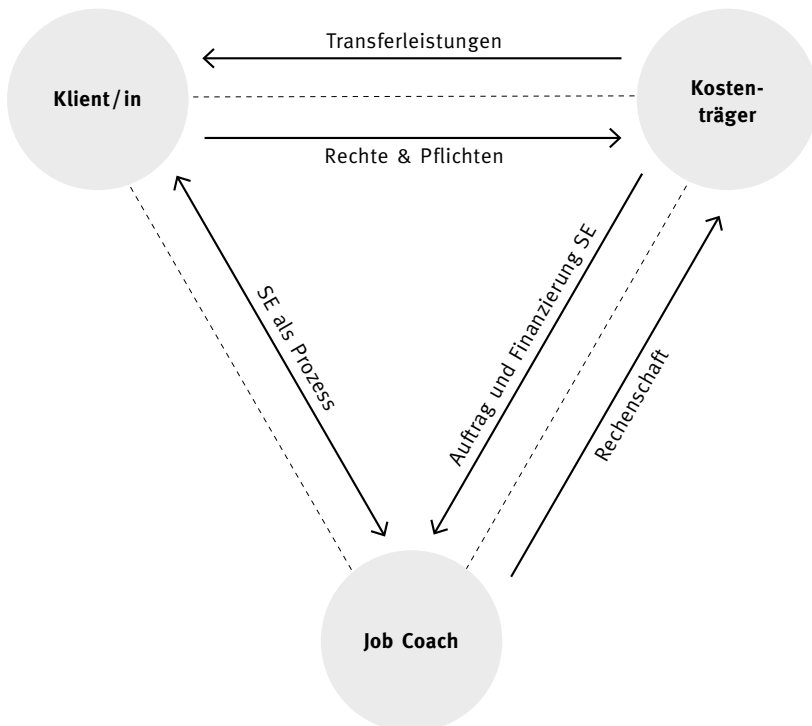 Transferleistungen
Klient/in
Kosten-
träger
Rechte & Pflichten
SE als Prozess
Auftrag und Finanzierung SE
Rechenschaft
Job Coach